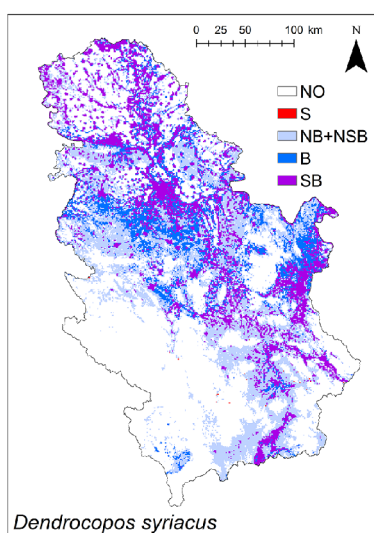 0 25 50 100 km
N
NO
S
NB+NSB
B
SB
Dendrocopos syriacus